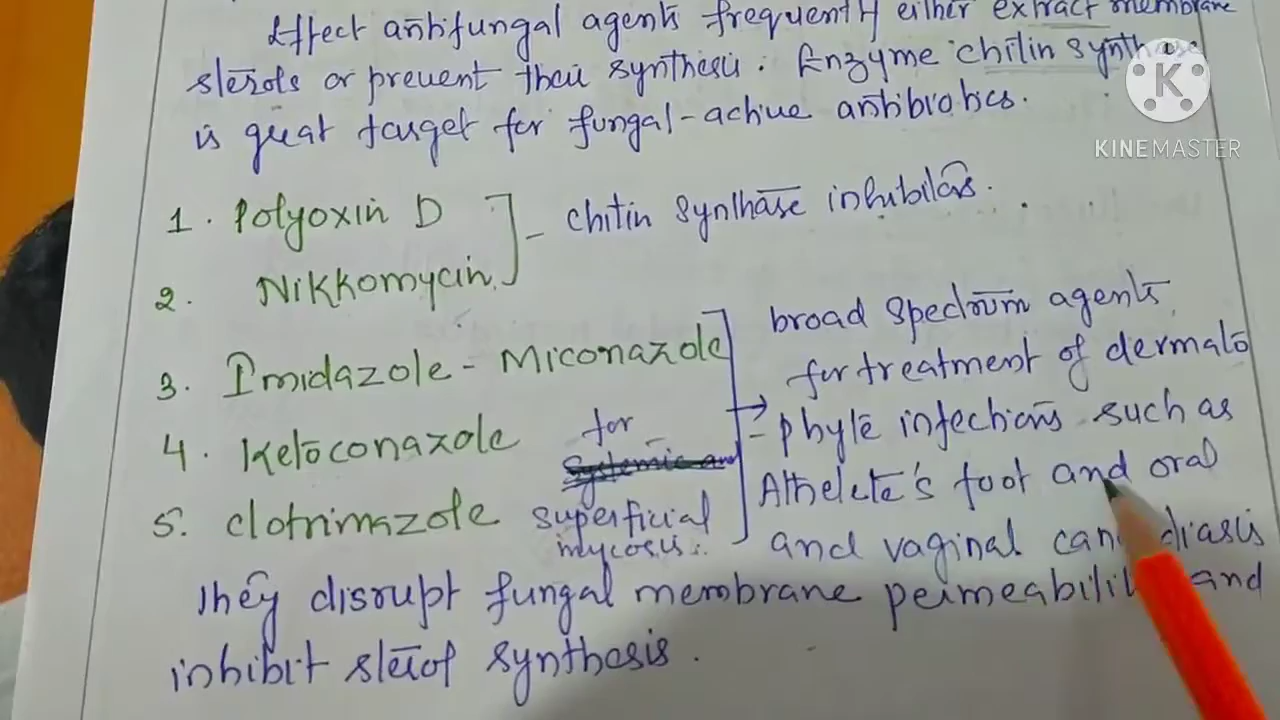 Effect antifungal agents frequently either extract membrane
sterols or prevent their synthesis. Enzyme chitin synthase
is great target for fungal-active antibiotics.
K
KINEMASTER
1. Polyoxin D
2. Nikkomycin
- chitin synthase inhibitors.
3. Imidazole - Miconazole
4. Ketoconazole
5. clotrimazole
for
systemic and
superficial
mycosis.
broad spectrum agents
for treatment of dermato
- phyte infections such as
Athelete's foot and oral
and vaginal candidiasis
They disrupt fungal membrane permeability and
inhibit sterol synthesis.